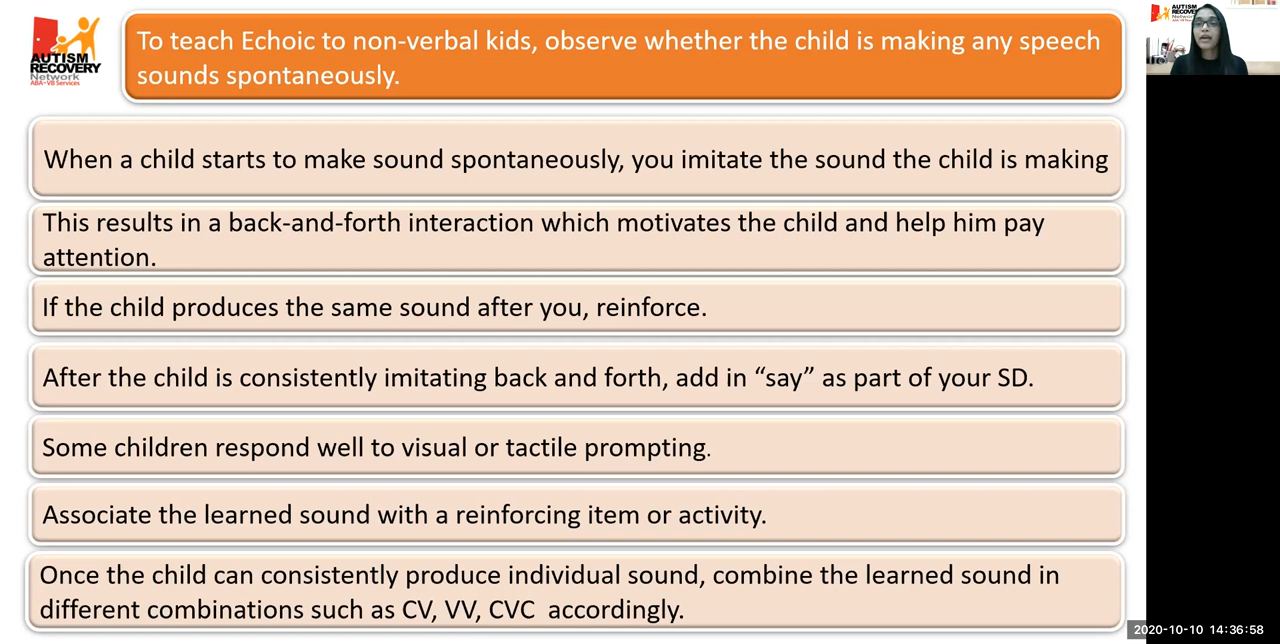 AUTISM
RECOVERY
Network
ABA-VB Services
To teach Echoic to non-verbal kids, observe whether the child is making any speech
sounds spontaneously.
When a child starts to make sound spontaneously, you imitate the sound the child is making
This results in a back-and-forth interaction which motivates the child and help him pay
attention.
If the child produces the same sound after you, reinforce.
After the child is consistently imitating back and forth, add in “say” as part of your SD.
Some children respond well to visual or tactile prompting.
Associate the learned sound with a reinforcing item or activity.
Once the child can consistently produce individual sound, combine the learned sound in
different combinations such as CV, VV, CVC accordingly.
AUTISM
Network
2020-10-10 14:36:58